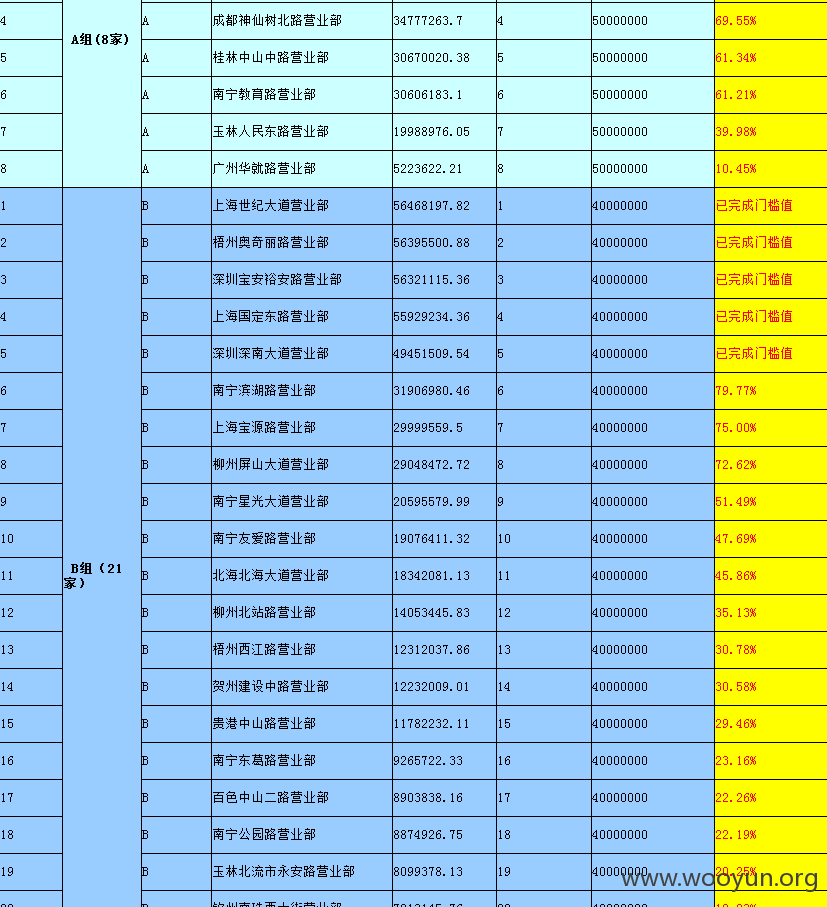 4 A 成都神仙树北路营业部 34777263.7 4 50000000 69.55%
A组(8家)
5 A 桂林中山中路营业部 30670020.38 5 50000000 61.34%
6 A 南宁教育路营业部 30606183.1 6 50000000 61.21%
7 A 玉林人民东路营业部 19988976.05 7 50000000 39.98%
8 A 广州华就路营业部 5223622.21 8 50000000 10.45%
1 B 上海世纪大道营业部 56468197.82 1 40000000 已完成门槛值
2 B 梧州奥奇丽路营业部 56395500.88 2 40000000 已完成门槛值
3 B 深圳宝安裕安路营业部 56321115.36 3 40000000 已完成门槛值
4 B 上海国定东路营业部 55929234.36 4 40000000 已完成门槛值
5 B 深圳深南大道营业部 49451509.54 5 40000000 已完成门槛值
6 B 南宁滨湖路营业部 31906980.46 6 40000000 79.77%
7 B 上海宝源路营业部 29999559.5 7 40000000 75.00%
8 B 柳州屏山大道营业部 29048472.72 8 40000000 72.62%
9 B 南宁星光大道营业部 20595579.99 9 40000000 51.49%
10 B 南宁友爱路营业部 19076411.32 10 40000000 47.69%
B组（21
家）
11 B 北海北海大道营业部 18342081.13 11 40000000 45.86%
12 B 柳州北站路营业部 14053445.83 12 40000000 35.13%
13 B 梧州西江路营业部 12312037.86 13 40000000 30.78%
14 B 贺州建设中路营业部 12232009.01 14 40000000 30.58%
15 B 贵港中山路营业部 11782232.11 15 40000000 29.46%
16 B 南宁东葛路营业部 9265722.33 16 40000000 23.16%
17 B 百色中山二路营业部 8903838.16 17 40000000 22.26%
18 B 南宁公园路营业部 8874926.75 18 40000000 22.19%
19 B 玉林北流市永安路营业部 8099378.13 19 40000000 20.25%
www.wooyun.org